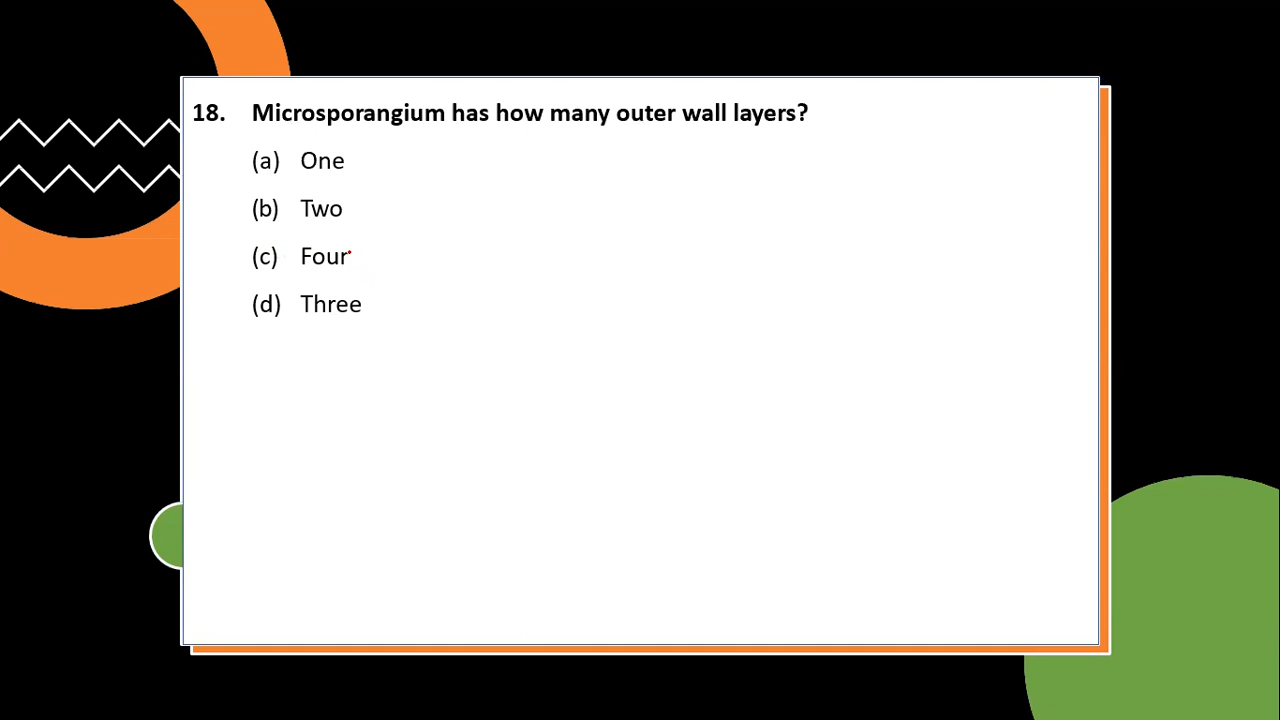 18. Microsporangium has how many outer wall layers?
(a) One
(b) Two
(c) Four
(d) Three